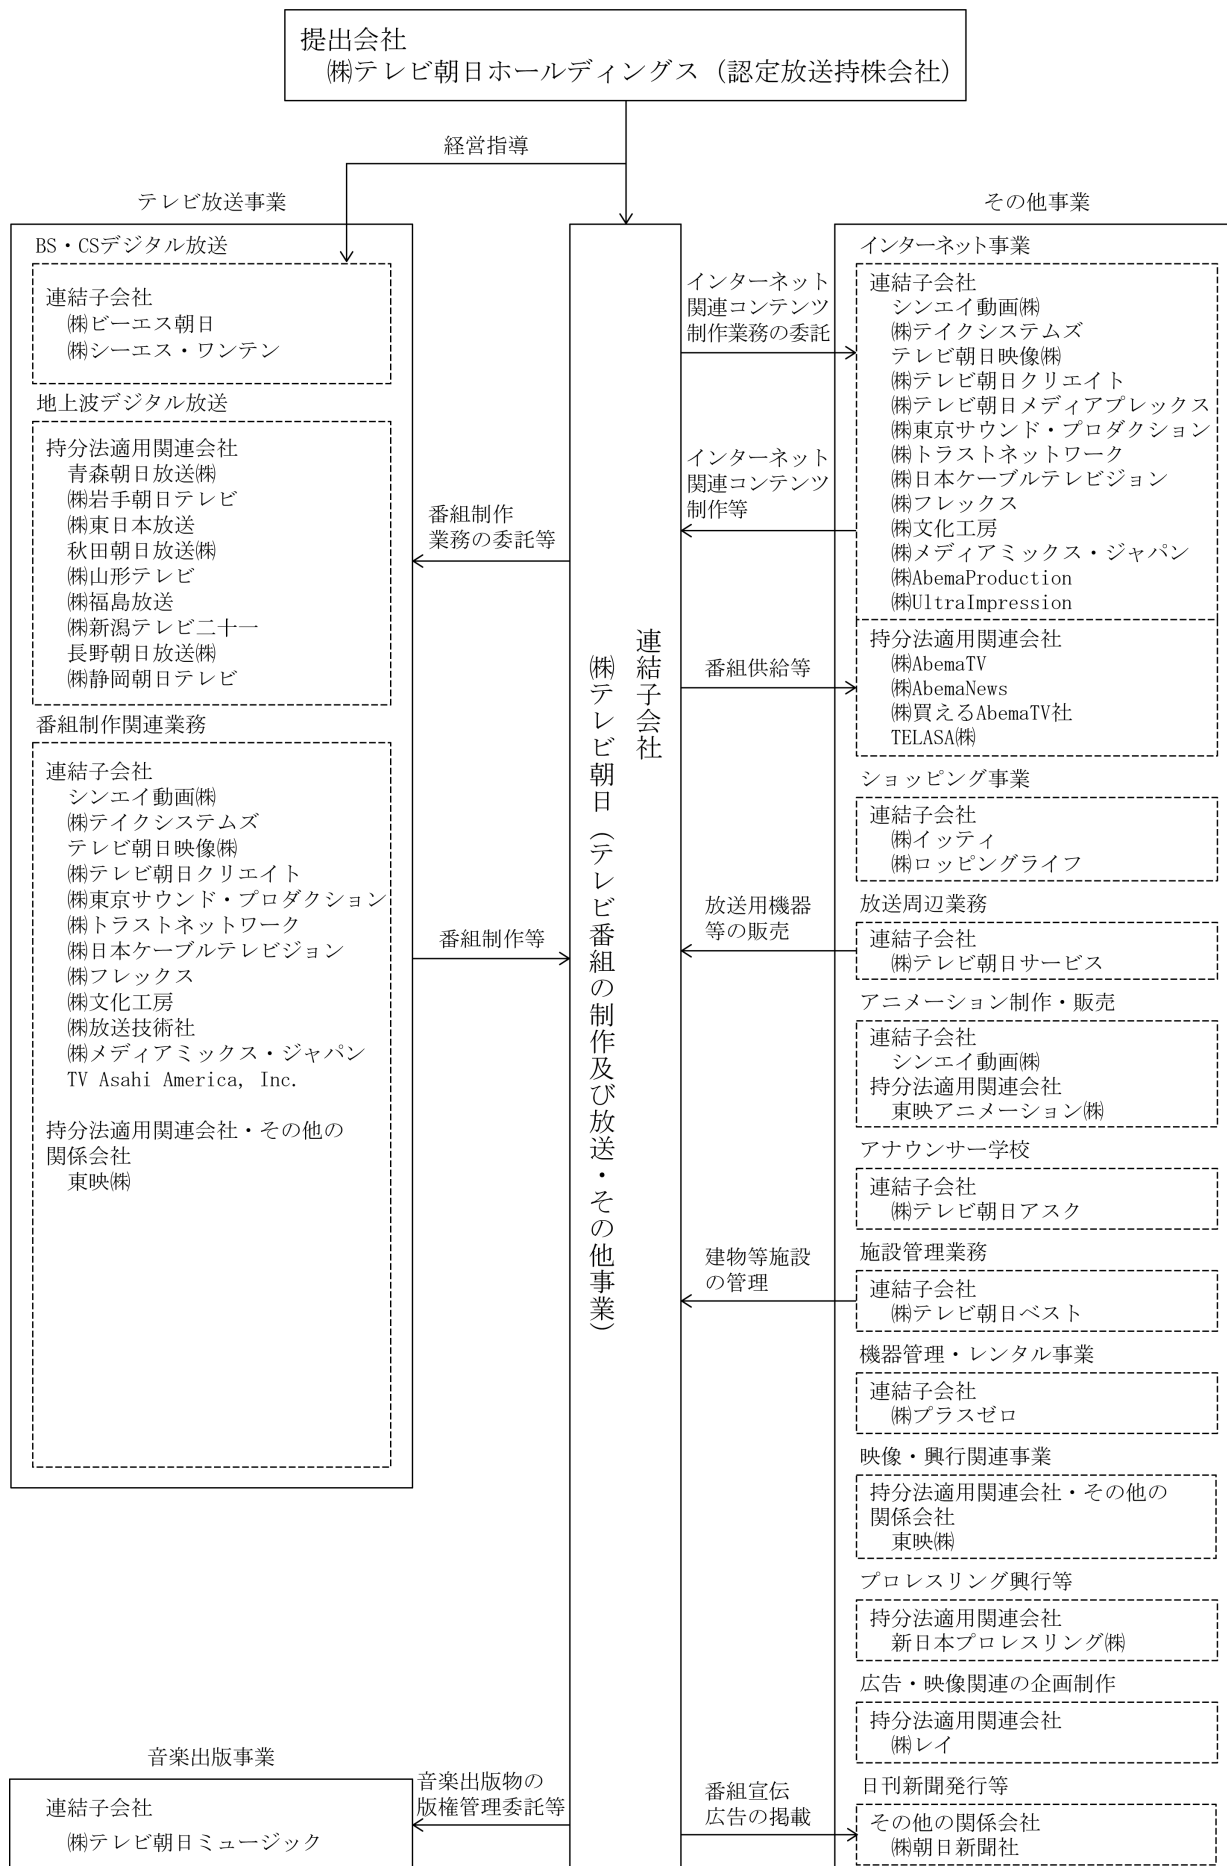 提出会社
㈱テレビ朝日ホールディングス（認定放送持株会社）
経営指導
テレビ放送事業
BS・CSデジタル放送
連結子会社
㈱ビーエス朝日
㈱シーエス・ワンテン
地上波デジタル放送
持分法適用関連会社
青森朝日放送㈱
㈱岩手朝日テレビ
㈱東日本放送
秋田朝日放送㈱
㈱山形テレビ
㈱福島放送
㈱新潟テレビ二十一
長野朝日放送㈱
㈱静岡朝日テレビ
番組制作関連業務
連結子会社
シンエイ動画㈱
㈱テイクシステムズ
テレビ朝日映像㈱
㈱テレビ朝日クリエイト
㈱東京サウンド・プロダクション
㈱トラストネットワーク
㈱日本ケーブルテレビジョン
㈱フレックス
㈱文化工房
㈱放送技術社
㈱メディアミックス・ジャパン
TV Asahi America, Inc.
持分法適用関連会社・その他の
関係会社
東映㈱
音楽出版事業
連結子会社
㈱テレビ朝日ミュージック
番組制作
業務の委託等
番組制作等
音楽出版物の
版権管理委託等
連結子会社
㈱テレビ朝日（テレビ番組の制作及び放送・その他事業）
インターネット
関連コンテンツ
制作業務の委託
インターネット
関連コンテンツ
制作等
番組供給等
放送用機器
等の販売
建物等施設
の管理
番組宣伝
広告の掲載
その他事業
インターネット事業
連結子会社
シンエイ動画㈱
㈱テイクシステムズ
テレビ朝日映像㈱
㈱テレビ朝日クリエイト
㈱テレビ朝日メディアプレックス
㈱東京サウンド・プロダクション
㈱トラストネットワーク
㈱日本ケーブルテレビジョン
㈱フレックス
㈱文化工房
㈱メディアミックス・ジャパン
㈱AbemaProduction
㈱UltraImpression
持分法適用関連会社
㈱AbemaTV
㈱AbemaNews
㈱買えるAbemaTV社
TELASA㈱
ショッピング事業
連結子会社
㈱イッティ
㈱ロッピングライフ
放送周辺業務
連結子会社
㈱テレビ朝日サービス
アニメーション制作・販売
連結子会社
シンエイ動画㈱
持分法適用関連会社
東映アニメーション㈱
アナウンサー学校
連結子会社
㈱テレビ朝日アスク
施設管理業務
連結子会社
㈱テレビ朝日ベスト
機器管理・レンタル事業
連結子会社
㈱プラスゼロ
映像・興行関連事業
持分法適用関連会社・その他の
関係会社
東映㈱
プロレスリング興行等
持分法適用関連会社
新日本プロレスリング㈱
広告・映像関連の企画制作
持分法適用関連会社
㈱レイ
日刊新聞発行等
その他の関係会社
㈱朝日新聞社